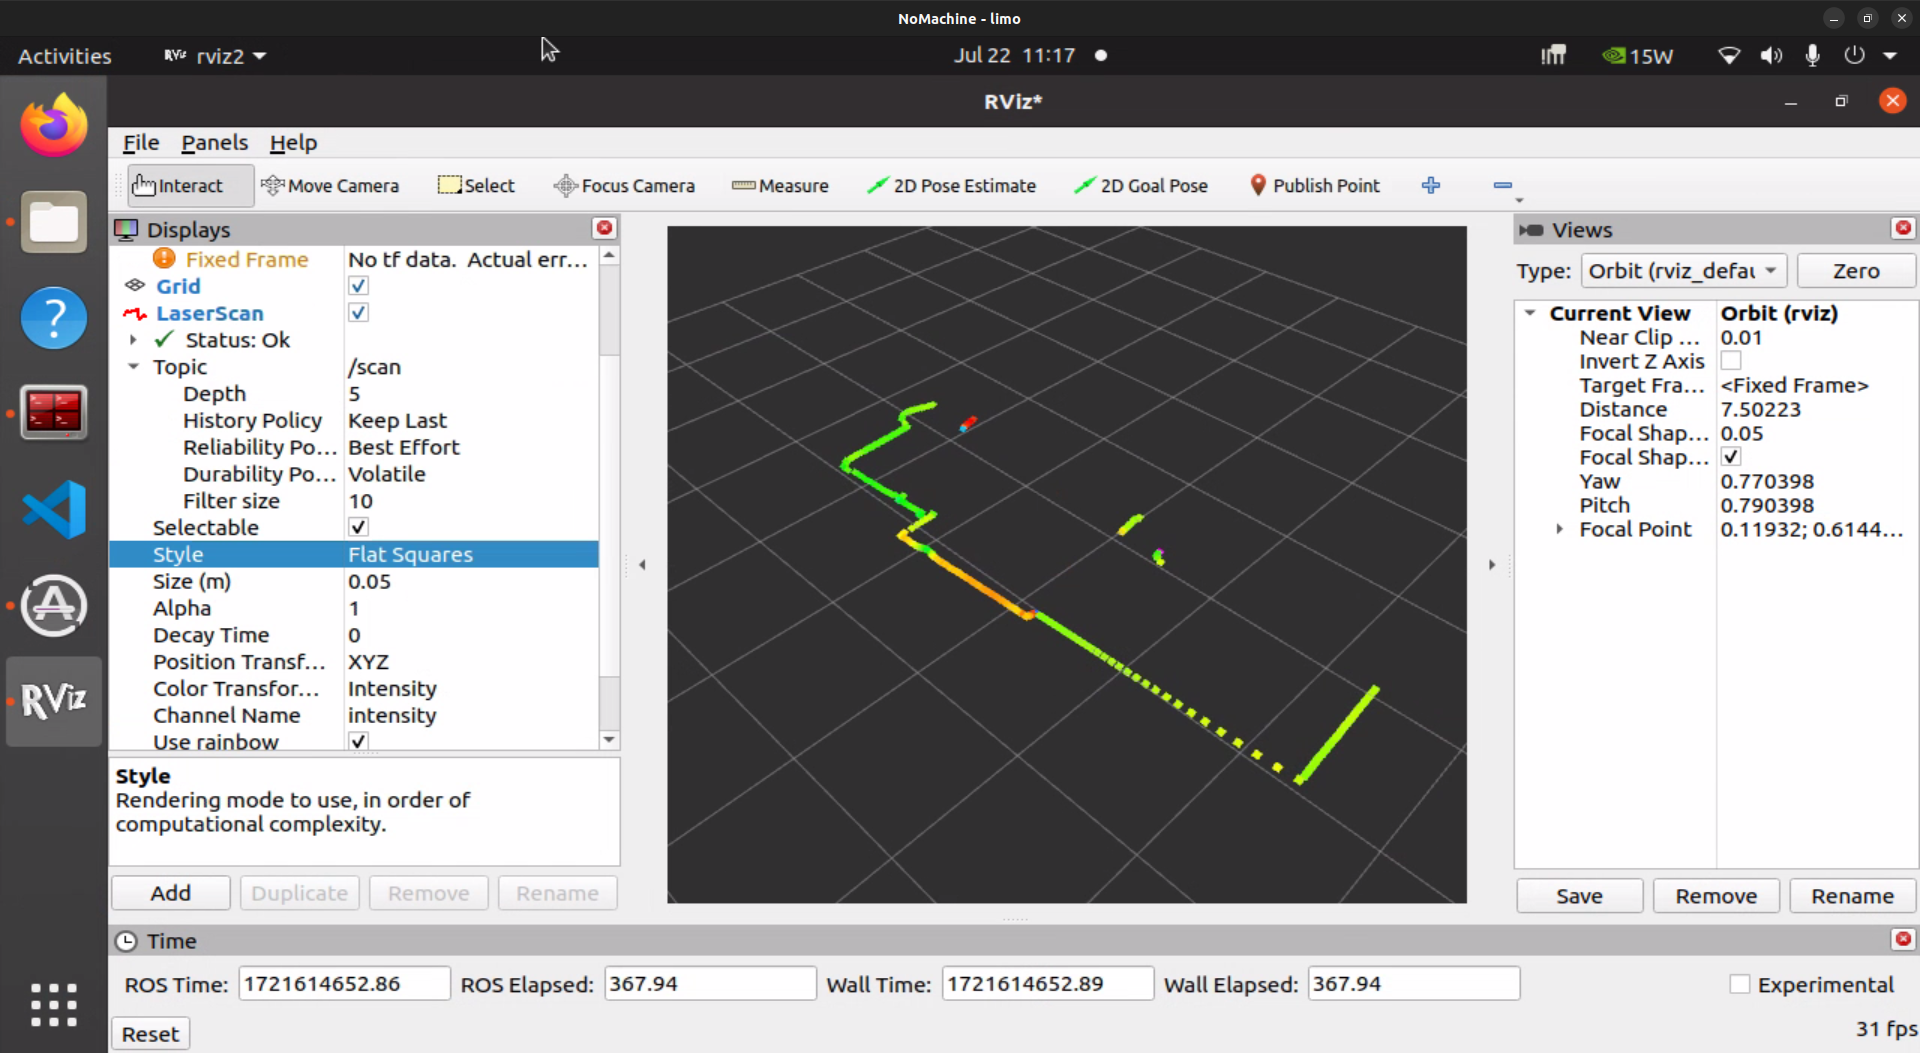 NoMachine - limo
Activities
RViz rviz2
Jul 22 11:17
15W
RViz*
File Panels Help
Interact Move Camera Select Focus Camera Measure 2D Pose Estimate 2D Goal Pose Publish Point
Displays
Fixed Frame No tf data. Actual err...
Grid
LaserScan
Status: Ok
Topic /scan
Depth 5
History Policy Keep Last
Reliability Po... Best Effort
Durability Po... Volatile
Filter size 10
Selectable
Style Flat Squares
Size (m) 0.05
Alpha 1
Decay Time 0
Position Transf... XYZ
Color Transfor... Intensity
Channel Name intensity
Use rainbow
Style
Rendering mode to use, in order of
computational complexity.
Add Duplicate Remove Rename
Views
Type: Orbit (rviz_defau Zero
Current View Orbit (rviz)
Near Clip ... 0.01
Invert Z Axis
Target Fra... <Fixed Frame>
Distance 7.50223
Focal Shap... 0.05
Focal Shap...
Yaw 0.770398
Pitch 0.790398
Focal Point 0.11932; 0.6144...
Save Remove Rename
RViz
Time
ROS Time: 1721614652.86 ROS Elapsed: 367.94 Wall Time: 1721614652.89 Wall Elapsed: 367.94 Experimental
Reset
31 fps